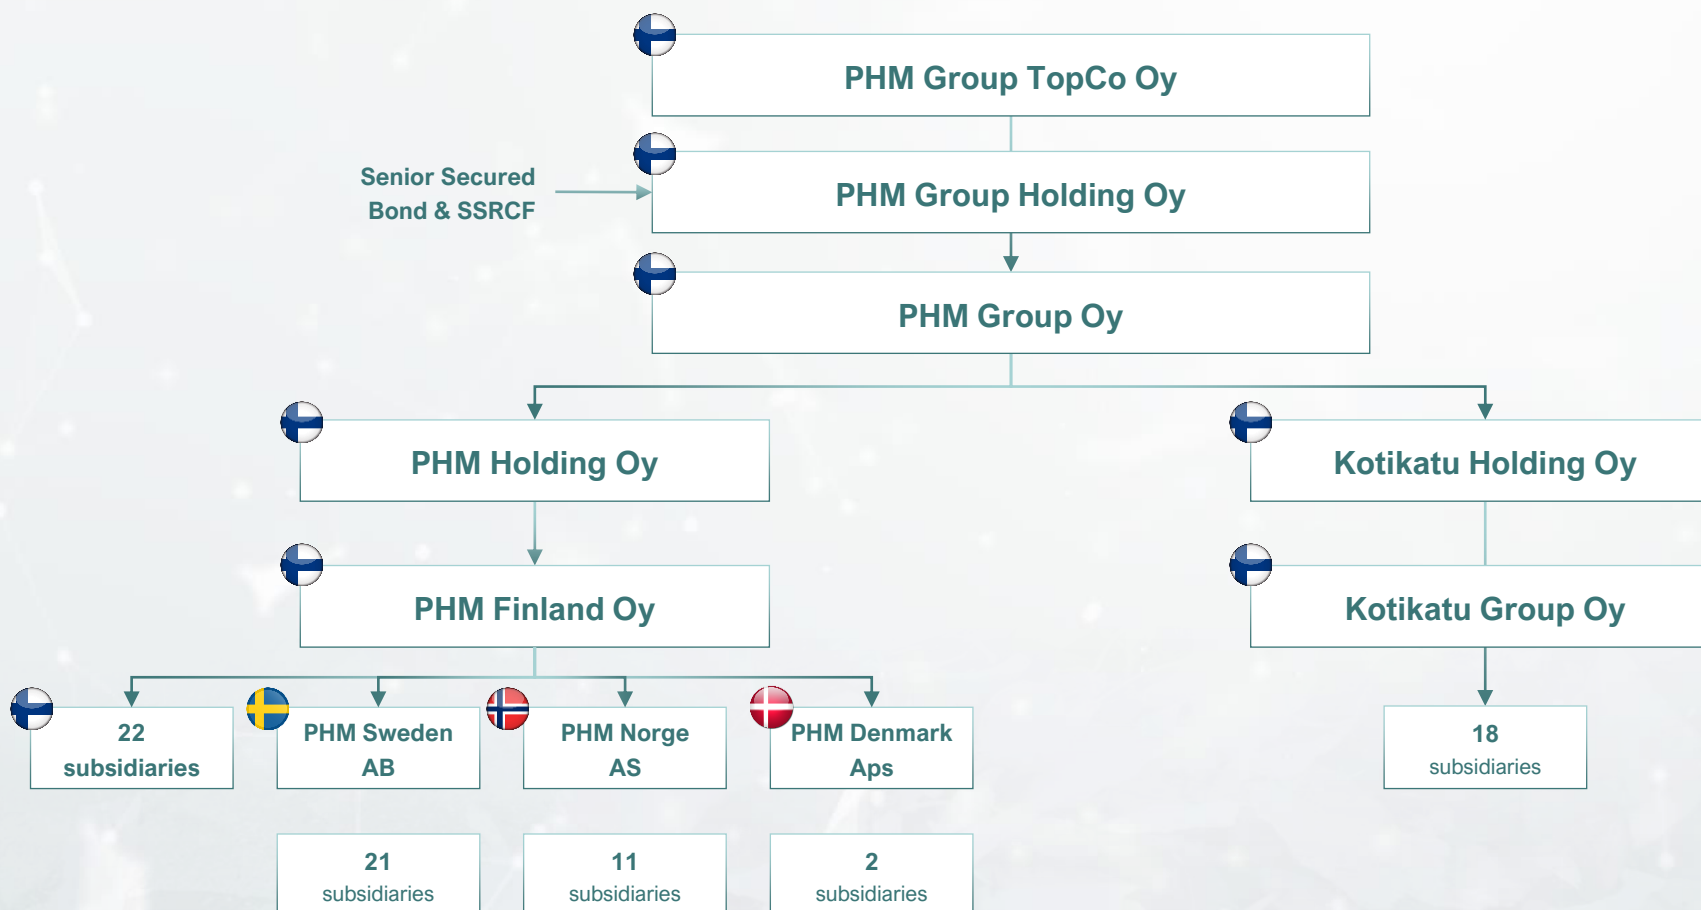 PHM Group TopCo Oy
Senior Secured
Bond & SSRCF
PHM Group Holding Oy
PHM Group Oy
PHM Holding Oy
Kotikatu Holding Oy
PHM Finland Oy
Kotikatu Group Oy
22
subsidiaries
PHM Sweden
AB
PHM Norge
AS
PHM Denmark
Aps
18
subsidiaries
21
subsidiaries
11
subsidiaries
2
subsidiaries